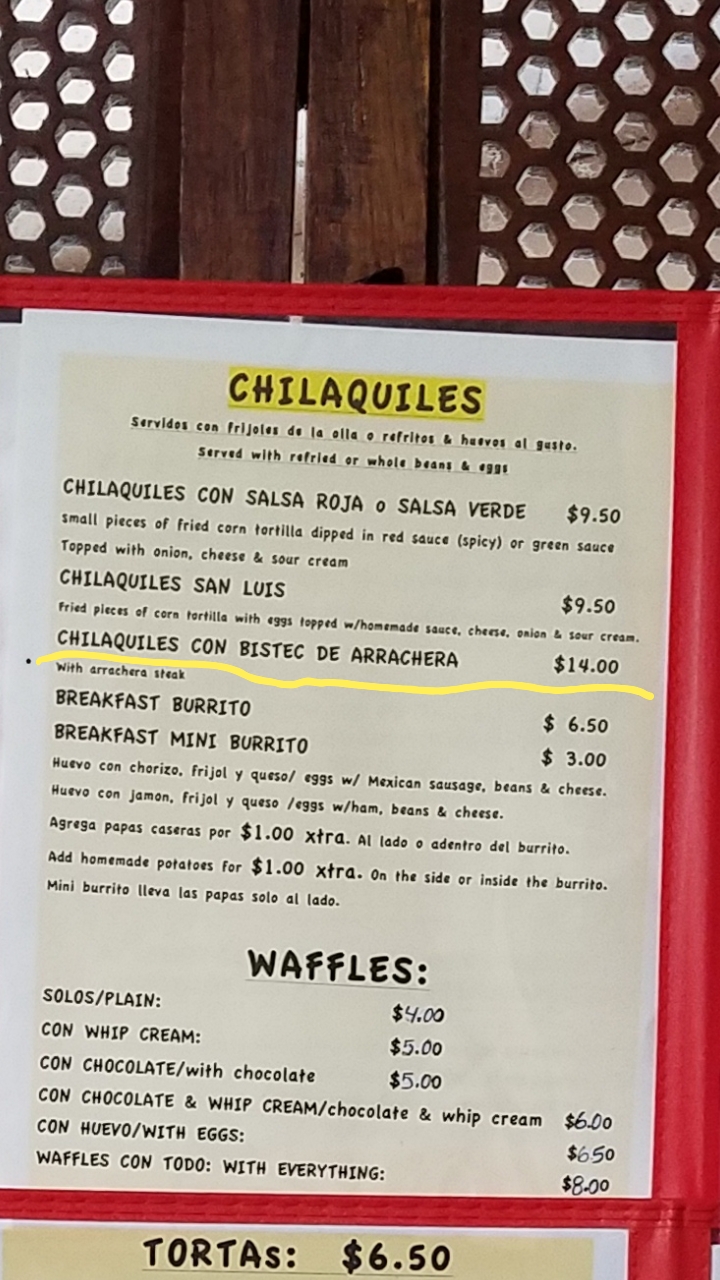 CHILAQUILES
Servidos con frijoles de la olla o refritos & huevos al gusto.
Served with refried or whole beans & eggs
CHILAQUILES CON SALSA ROJA o SALSA VERDE $9.50
small pieces of fried corn tortilla dipped in red sauce (spicy) or green sauce
Topped with onion, cheese & sour cream
CHILAQUILES SAN LUIS $9.50
Fried pieces of corn tortilla with eggs topped w/homemade sauce, cheese, onion & sour cream.
CHILAQUILES CON BISTEC DE ARRACHERA $14.00
With arrachera steak
BREAKFAST BURRITO $ 6.50
BREAKFAST MINI BURRITO $ 3.00
Huevo con chorizo, frijol y queso/ eggs w/ Mexican sausage, beans & cheese.
Huevo con jamon, frijol y queso /eggs w/ham, beans & cheese.
Agrega papas caseras por $1.00 xtra. Al lado o adentro del burrito.
Add homemade potatoes for $1.00 xtra. On the side or inside the burrito.
Mini burrito lleva las papas solo al lado.
WAFFLES:
SOLOS/PLAIN: $4.00
CON WHIP CREAM: $5.00
CON CHOCOLATE/with chocolate $5.00
CON CHOCOLATE & WHIP CREAM/chocolate & whip cream $6.00
CON HUEVO/WITH EGGS: $6.50
WAFFLES CON TODO: WITH EVERYTHING: $8.00
TORTAS: $6.50